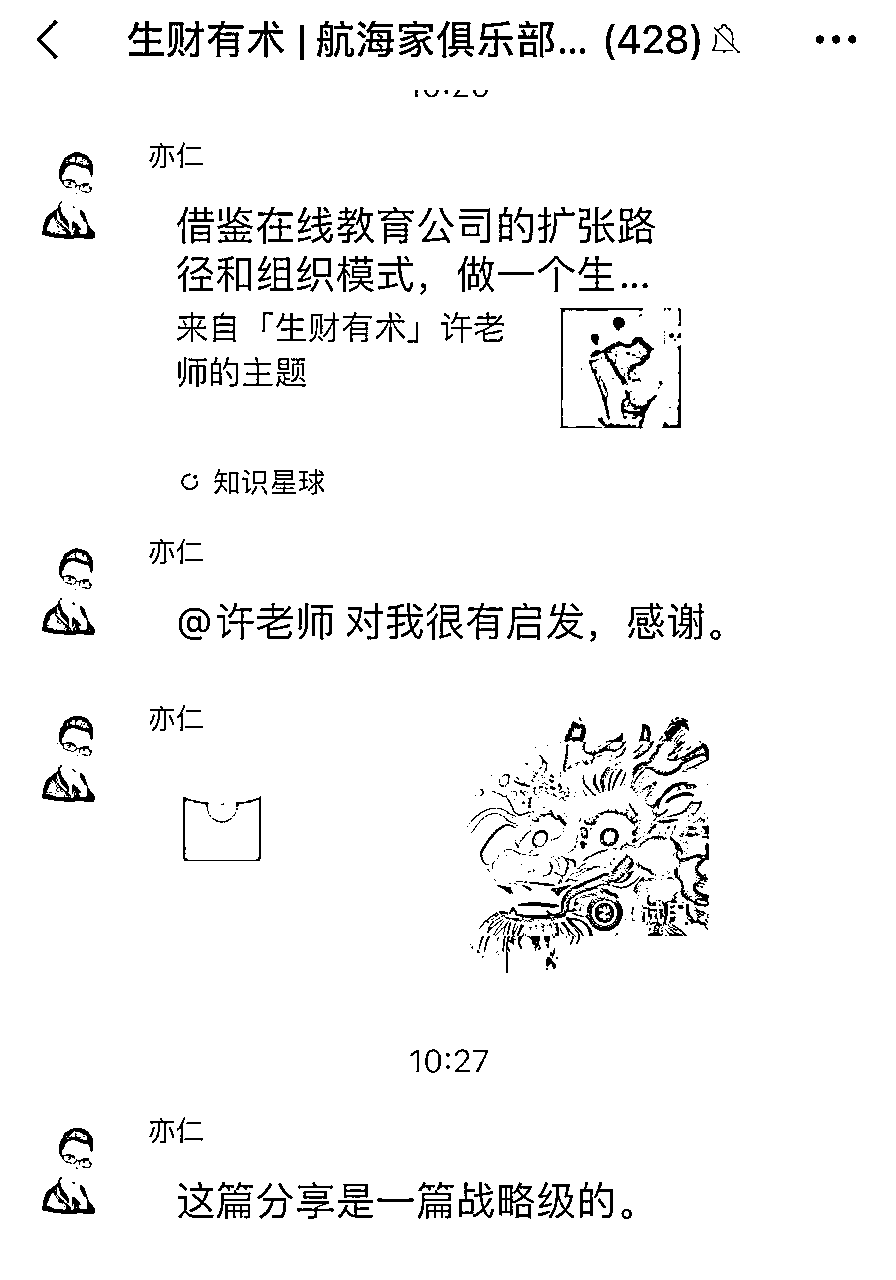 生财有术 | 航海家俱乐部... (428)
亦仁
借鉴在线教育公司的扩张路
径和组织模式，做一个生...
来自「生财有术」许老
师的主题
知识星球
亦仁
@许老师 对我很有启发，感谢。
亦仁
10:27
亦仁
这篇分享是一篇战略级的。